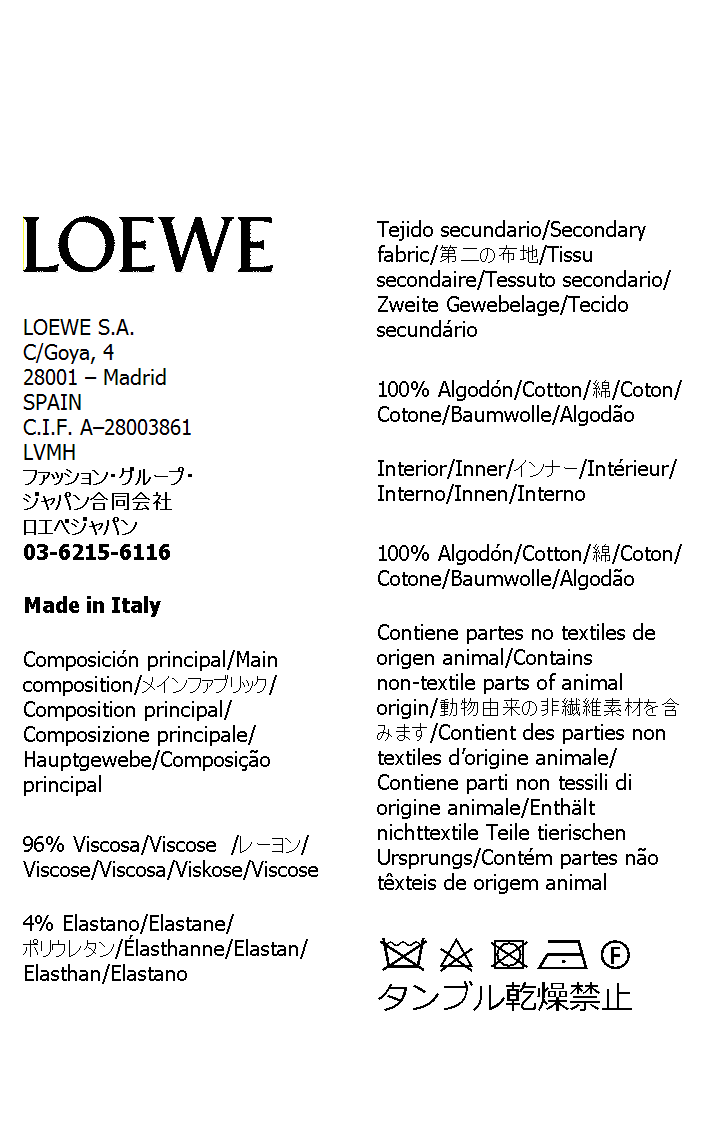 LOEWE
LOEWE S.A.
C/Goya, 4
28001 – Madrid
SPAIN
C.I.F. A–28003861
LVMH
ファッション・グループ・
ジャパン合同会社
ロエベジャパン
03-6215-6116
Made in Italy
Composición principal/Main
composition/メインファブリック/
Composition principal/
Composizione principale/
Hauptgewebe/Composição
principal
96% Viscosa/Viscose /レーヨン/
Viscose/Viscosa/Viskose/Viscose
4% Elastano/Elastane/
ポリウレタン/Élasthanne/Elastan/
Elasthan/Elastano
Tejido secundario/Secondary
fabric/第二の布地/Tissu
secondaire/Tessuto secondario/
Zweite Gewebelage/Tecido
secundário
100% Algodón/Cotton/綿/Coton/
Cotone/Baumwolle/Algodão
Interior/Inner/インナー/Intérieur/
Interno/Innen/Interno
100% Algodón/Cotton/綿/Coton/
Cotone/Baumwolle/Algodão
Contiene partes no textiles de
origen animal/Contains
non-textile parts of animal
origin/動物由来の非繊維素材を含
みます/Contient des parties non
textiles d’origine animale/
Contiene parti non tessili di
origine animale/Enthält
nichttextile Teile tierischen
Ursprungs/Contém partes não
têxteis de origem animal
F
タンブル乾燥禁止